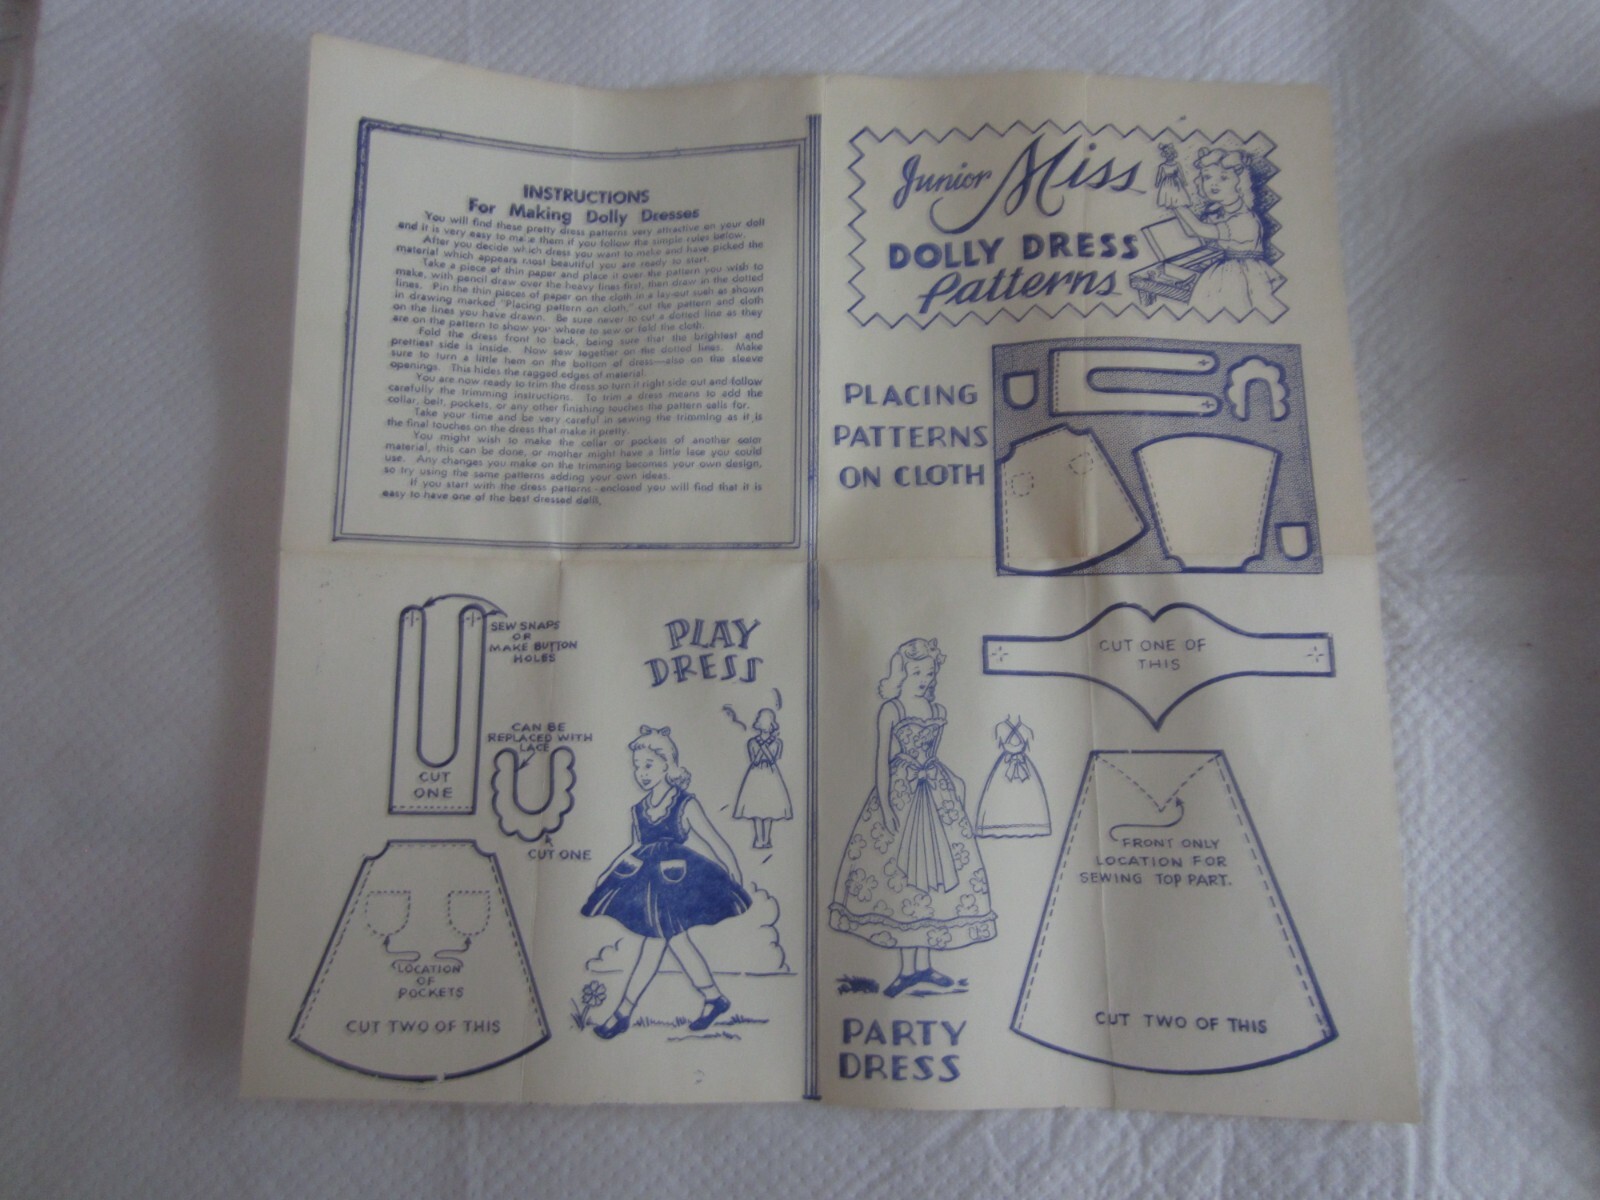 INSTRUCTIONS
For Making Dolly Dresses
You will find these pretty dress patterns very attractive on your doll
and it is very easy to make them if you follow the simple rules below.
After you decide which dress you want to make and have picked the
material which appears most beautiful you are ready to start.
Take a piece of thin paper and place it over the pattern you wish to
make, with pencil draw over the heavy lines first, then draw in the dotted
lines. Pin the thin pieces of paper on the cloth in a lay-out such as shown
in drawing marked "Placing pattern on cloth," cut the pattern and cloth
on the lines you have drawn. Be sure never to cut a dotted line as they
are on the pattern to show you where to sew or fold the cloth.
Fold the dress front to back, being sure that the brightest and
prettiest side is inside. Now sew together on the dotted lines. Make
sure to turn a little hem on the bottom of dress—also on the sleeve
openings. This hides the ragged edges of material.
You are now ready to trim the dress so turn it right side out and follow
carefully the trimming instructions. To trim a dress means to add the
collar, belt, pockets, or any other finishing touches the pattern calls for.
Take your time and be very careful in sewing the trimming as it is
the final touches on the dress that make it pretty.
You might wish to make the collar or pockets of another color
material, this can be done, or mother might have a little lace you could
use. Any changes you make on the trimming becomes your own design,
so try using the same patterns adding your own ideas.
If you start with the dress patterns enclosed you will find that it is
easy to have one of the best dressed dolls.
Junior Miss
DOLLY DRESS
Patterns
PLACING
PATTERNS
ON CLOTH
SEW SNAPS
OR
MAKE BUTTON
HOLES
CUT
ONE
CAN BE
REPLACED WITH
LACE
CUT ONE
PLAY
DRESS
LOCATION
OF
POCKETS
CUT TWO OF THIS
CUT ONE OF
THIS
FRONT ONLY
LOCATION FOR
SEWING TOP PART.
CUT TWO OF THIS
PARTY
DRESS